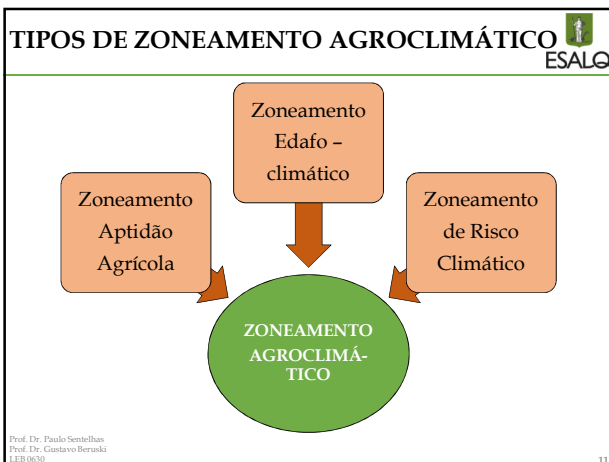 TIPOS DE ZONEAMENTO AGROCLIMÁTICO
ESALQ
Zoneamento
Edafo –
climático
Zoneamento
Aptidão
Agrícola
Zoneamento
de Risco
Climático
ZONEAMENTO
AGROCLIMÁ-
TICO
Prof. Dr. Paulo Sentelhas
Prof. Dr. Gustavo Beruski
LEB 0630
11